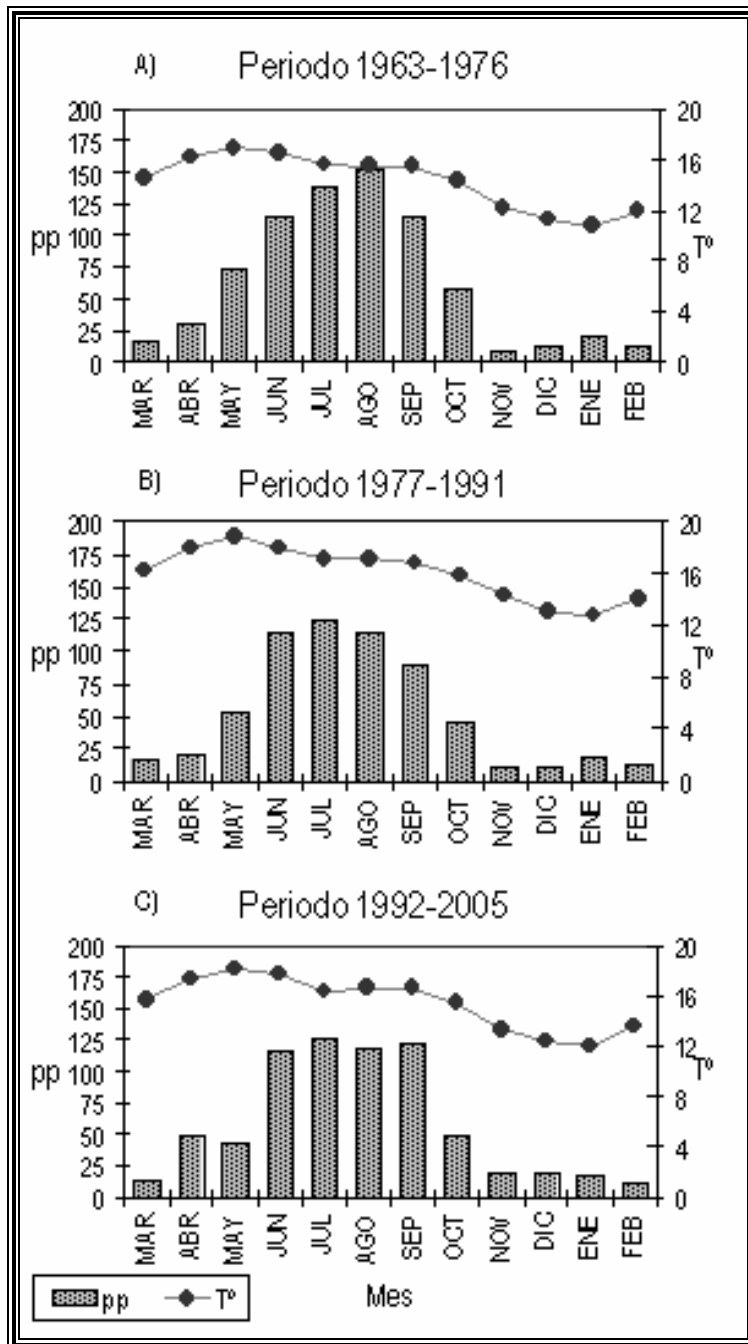 A) Periodo 1963-1976
200 20
175
150 16
125
pp 100 12 Tº
75 8
50
25 4
0 0
MAR ABR MAY JUN JUL AGO SEP OCT NOV DIC ENE FEB
B) Periodo 1977-1991
200 20
175
150 16
125
pp 100 12 Tº
75 8
50
25 4
0 0
MAR ABR MAY JUN JUL AGO SEP OCT NOV DIC ENE FEB
C) Periodo 1992-2005
200 20
175
150 16
125
pp 100 12 Tº
75 8
50
25 4
0 0
MAR ABR MAY JUN JUL AGO SEP OCT NOV DIC ENE FEB
pp Tº Mes